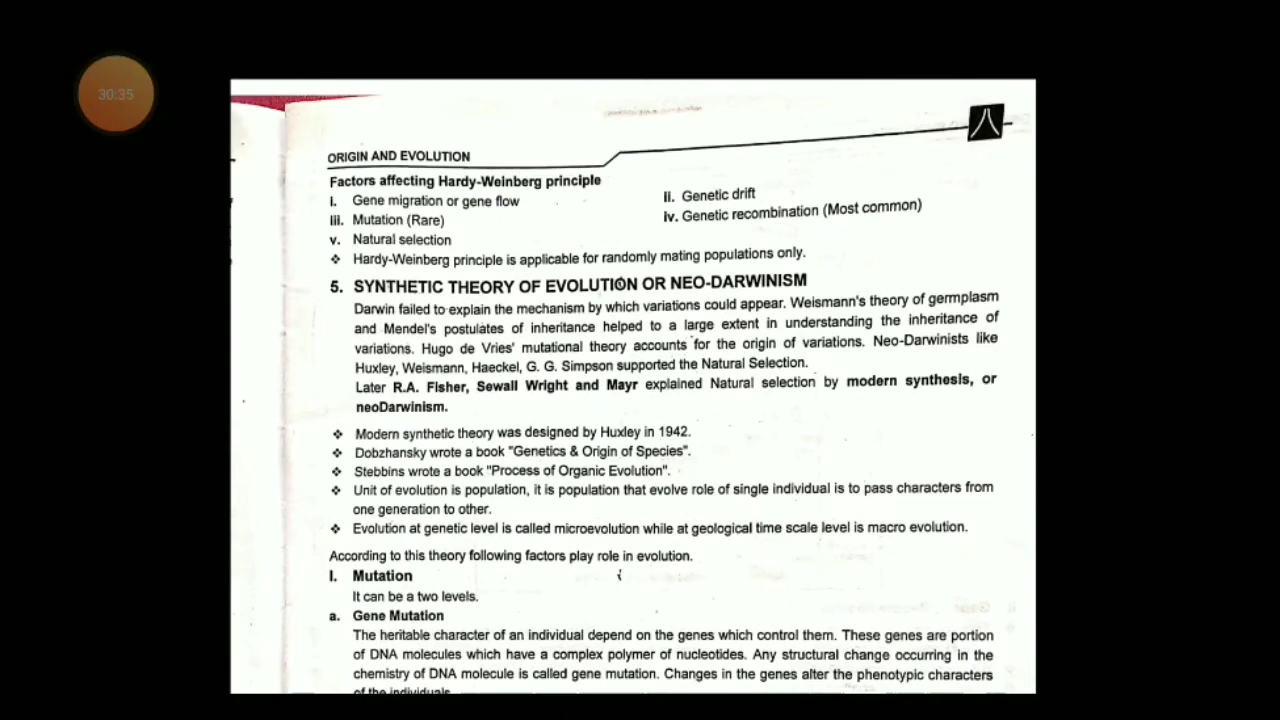 30:35
ORIGIN AND EVOLUTION
Factors affecting Hardy-Weinberg principle
i. Gene migration or gene flow
ii. Genetic drift
iii. Mutation (Rare)
iv. Genetic recombination (Most common)
v. Natural selection
❖ Hardy-Weinberg principle is applicable for randomly mating populations only.
5. SYNTHETIC THEORY OF EVOLUTION OR NEO-DARWINISM
Darwin failed to explain the mechanism by which variations could appear. Weismann's theory of germplasm
and Mendel's postulates of inheritance helped to a large extent in understanding the inheritance of
variations. Hugo de Vries' mutational theory accounts for the origin of variations. Neo-Darwinists like
Huxley, Weismann, Haeckel, G. G. Simpson supported the Natural Selection.
Later R.A. Fisher, Sewall Wright and Mayr explained Natural selection by modern synthesis, or
neoDarwinism.
❖ Modern synthetic theory was designed by Huxley in 1942.
❖ Dobzhansky wrote a book "Genetics & Origin of Species".
❖ Stebbins wrote a book "Process of Organic Evolution".
❖ Unit of evolution is population, it is population that evolve role of single individual is to pass characters from
one generation to other.
❖ Evolution at genetic level is called microevolution while at geological time scale level is macro evolution.
According to this theory following factors play role in evolution.
I. Mutation
It can be a two levels.
a. Gene Mutation
The heritable character of an individual depend on the genes which control them. These genes are portion
of DNA molecules which have a complex polymer of nucleotides. Any structural change occurring in the
chemistry of DNA molecule is called gene mutation. Changes in the genes alter the phenotypic characters
of the individuals